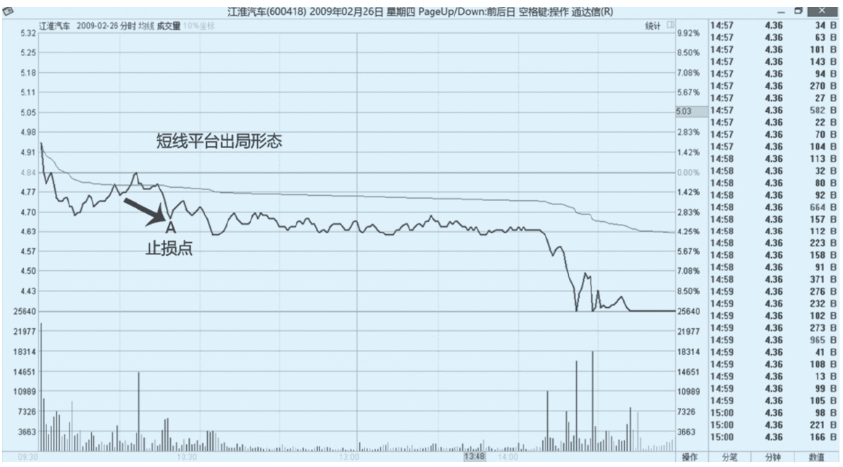 江淮汽车(600418) 2009年02月26日 星期四 PageUp/Down:前后日 空格键:操作 通达信(R)
江淮汽车 2009-02-26 分时 均线 成交量 10%坐标 统计
5.32 9.92%
5.25 8.50%
5.18 7.08%
5.11 5.67%
5.05 5.03
4.98 2.83%
4.91 1.42%
4.84 0.00%
4.77 1.42%
4.70 2.83%
4.63 4.25%
4.57 5.67%
4.50 7.08%
4.43 8.50%
25640 25640
21977 21977
18314 18314
14651 14651
10989 10989
7326 7326
3663 3663
短线平台出局形态
A
止损点
09:30 10:30 13:00 13:48 14:00 操作 分笔 分钟 数值
14:57 4.36 34 B
14:57 4.36 63 B
14:57 4.36 101 B
14:57 4.36 143 B
14:57 4.36 94 B
14:57 4.36 270 B
14:57 4.36 27 B
14:57 4.36 582 B
14:57 4.36 22 B
14:57 4.36 70 B
14:57 4.36 104 B
14:58 4.36 113 B
14:58 4.36 32 B
14:58 4.36 80 B
14:58 4.36 92 B
14:58 4.36 664 B
14:58 4.36 157 B
14:58 4.36 112 B
14:58 4.36 223 B
14:58 4.36 158 B
14:58 4.36 91 B
14:58 4.36 371 B
14:59 4.36 276 B
14:59 4.36 232 B
14:59 4.36 102 B
14:59 4.36 273 B
14:59 4.36 965 B
14:59 4.36 41 B
14:59 4.36 108 B
14:59 4.36 13 B
14:59 4.36 99 B
14:59 4.36 105 B
15:00 4.36 98 B
15:00 4.36 221 B
15:00 4.36 166 B